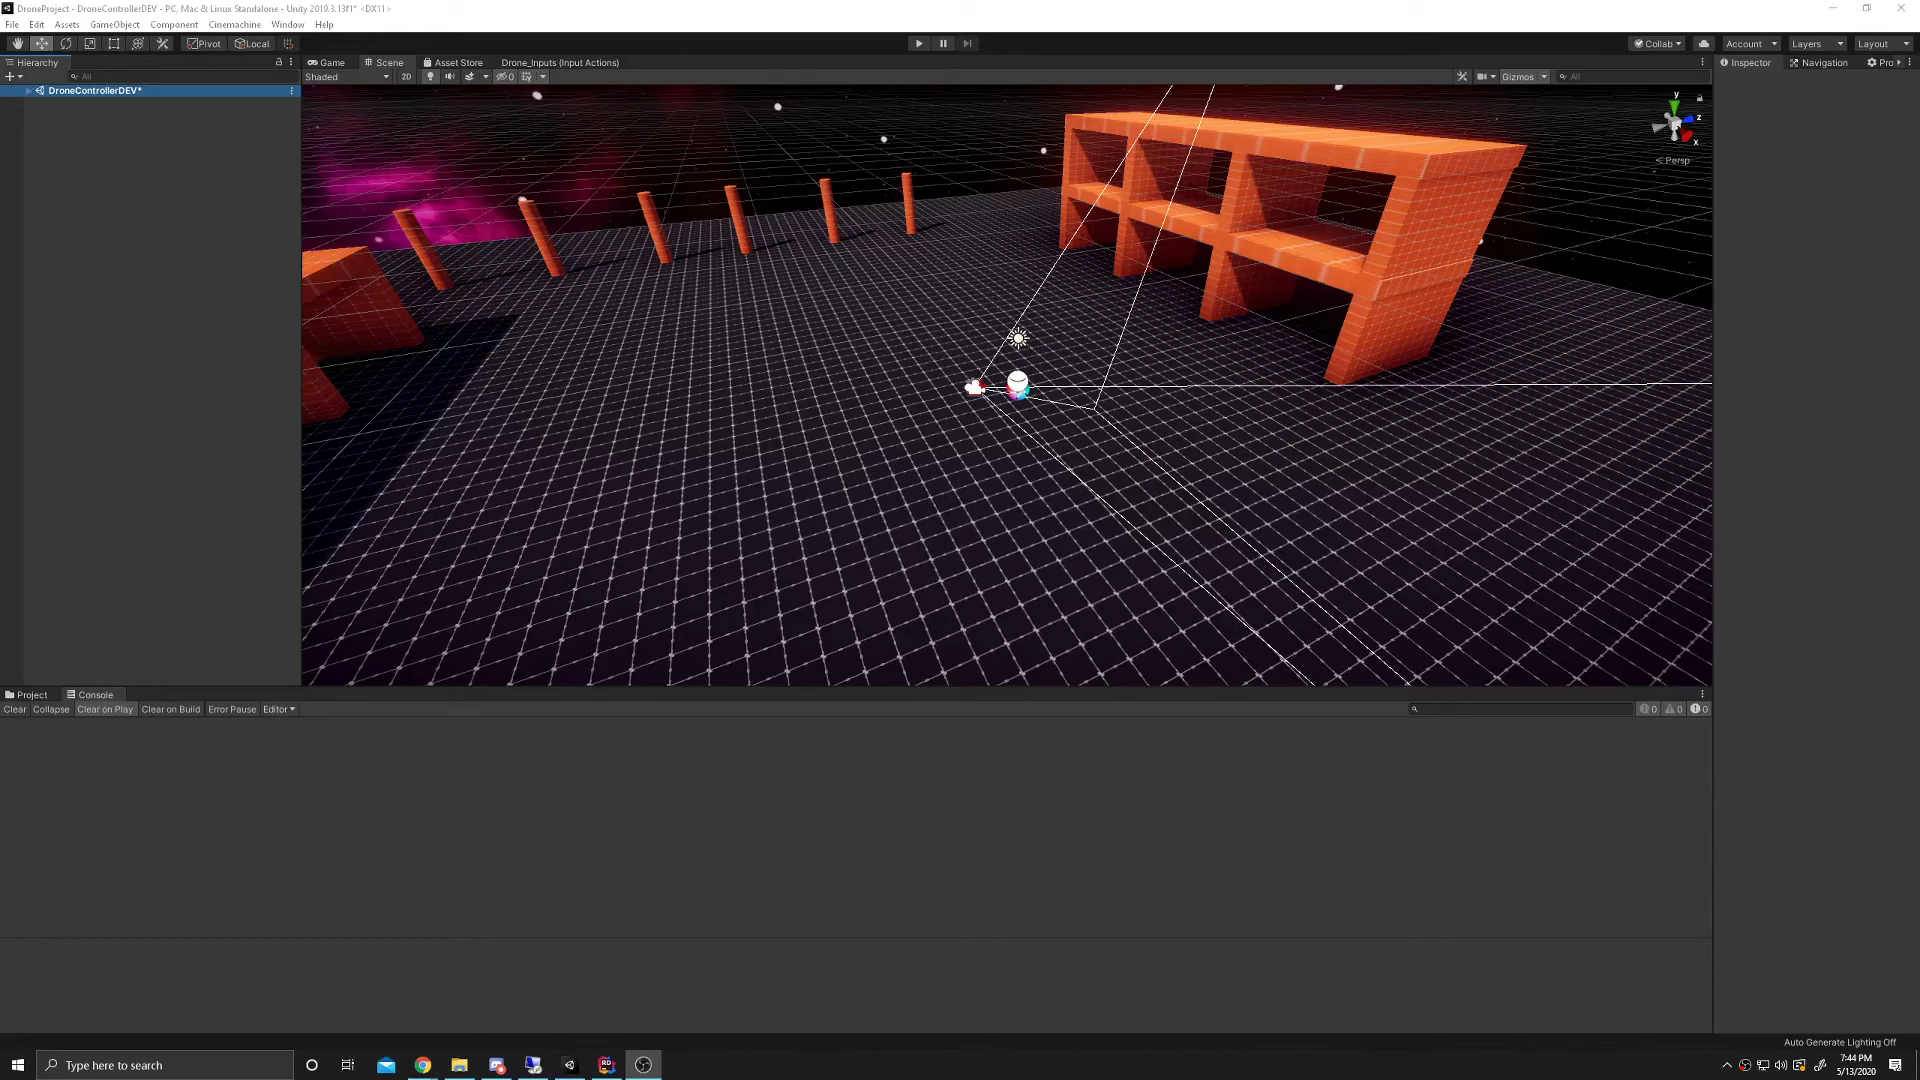 DroneProject - DroneControllerDEV - PC, Mac & Linux Standalone - Unity 2019.3.13f1* <DX11>
File Edit Assets GameObject Component Cinemachine Window Help
Pivot Local Collab Account Layers Layout
Hierarchy Game Scene Asset Store Drone_Inputs (Input Actions) Inspector Navigation Pro
All Shaded 2D 0 Gizmos All
DroneControllerDEV*
y
z
x
< Persp
Project Console
Clear Collapse Clear on Play Clear on Build Error Pause Editor 0 0 0
Auto Generate Lighting Off
Type here to search
RD
7:44 PM
5/13/2020